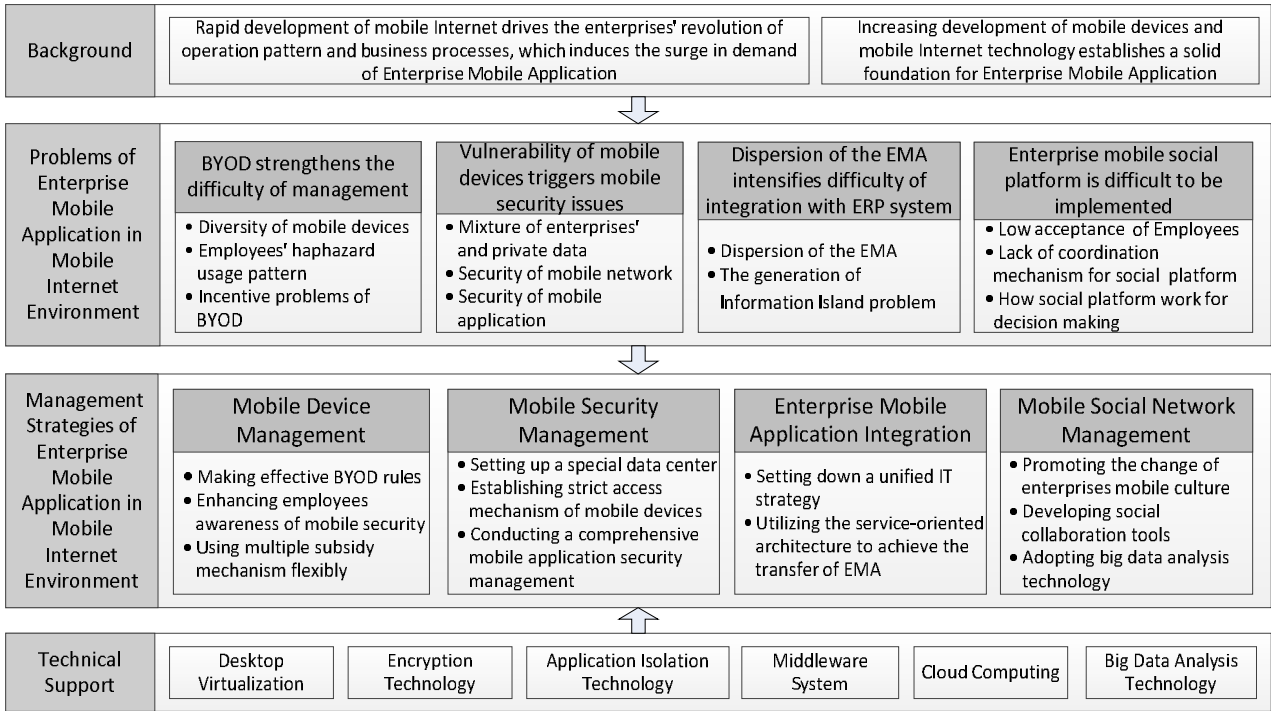 Background
Rapid development of mobile Internet drives the enterprises' revolution of
operation pattern and business processes, which induces the surge in demand
of Enterprise Mobile Application
Increasing development of mobile devices and
mobile Internet technology establishes a solid
foundation for Enterprise Mobile Application
Problems of
Enterprise
Mobile
Application in
Mobile
Internet
Environment
BYOD strengthens the
difficulty of management
• Diversity of mobile devices
• Employees' haphazard
usage pattern
• Incentive problems of
BYOD
Vulnerability of mobile
devices triggers mobile
security issues
• Mixture of enterprises'
and private data
• Security of mobile network
• Security of mobile
application
Dispersion of the EMA
intensifies difficulty of
integration with ERP system
• Dispersion of the EMA
• The generation of
Information Island problem
Enterprise mobile social
platform is difficult to be
implemented
• Low acceptance of Employees
• Lack of coordination
mechanism for social platform
• How social platform work for
decision making
Management
Strategies of
Enterprise
Mobile
Application in
Mobile
Internet
Environment
Mobile Device
Management
• Making effective BYOD rules
• Enhancing employees
awareness of mobile security
• Using multiple subsidy
mechanism flexibly
Mobile Security
Management
• Setting up a special data center
• Establishing strict access
mechanism of mobile devices
• Conducting a comprehensive
mobile application security
management
Enterprise Mobile
Application Integration
• Setting down a unified IT
strategy
• Utilizing the service-oriented
architecture to achieve the
transfer of EMA
Mobile Social Network
Management
• Promoting the change of
enterprises mobile culture
• Developing social
collaboration tools
• Adopting big data analysis
technology
Technical
Support
Desktop
Virtualization
Encryption
Technology
Application Isolation
Technology
Middleware
System
Cloud Computing
Big Data Analysis
Technology